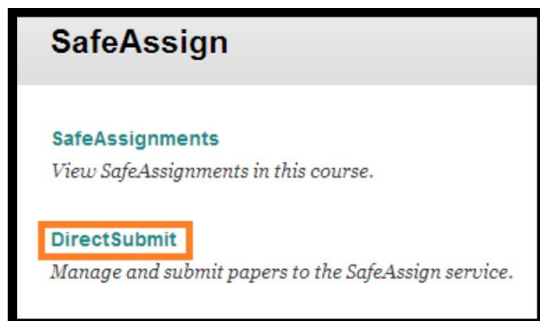 SafeAssign
SafeAssignments
View SafeAssignments in this course.
DirectSubmit
Manage and submit papers to the SafeAssign service.